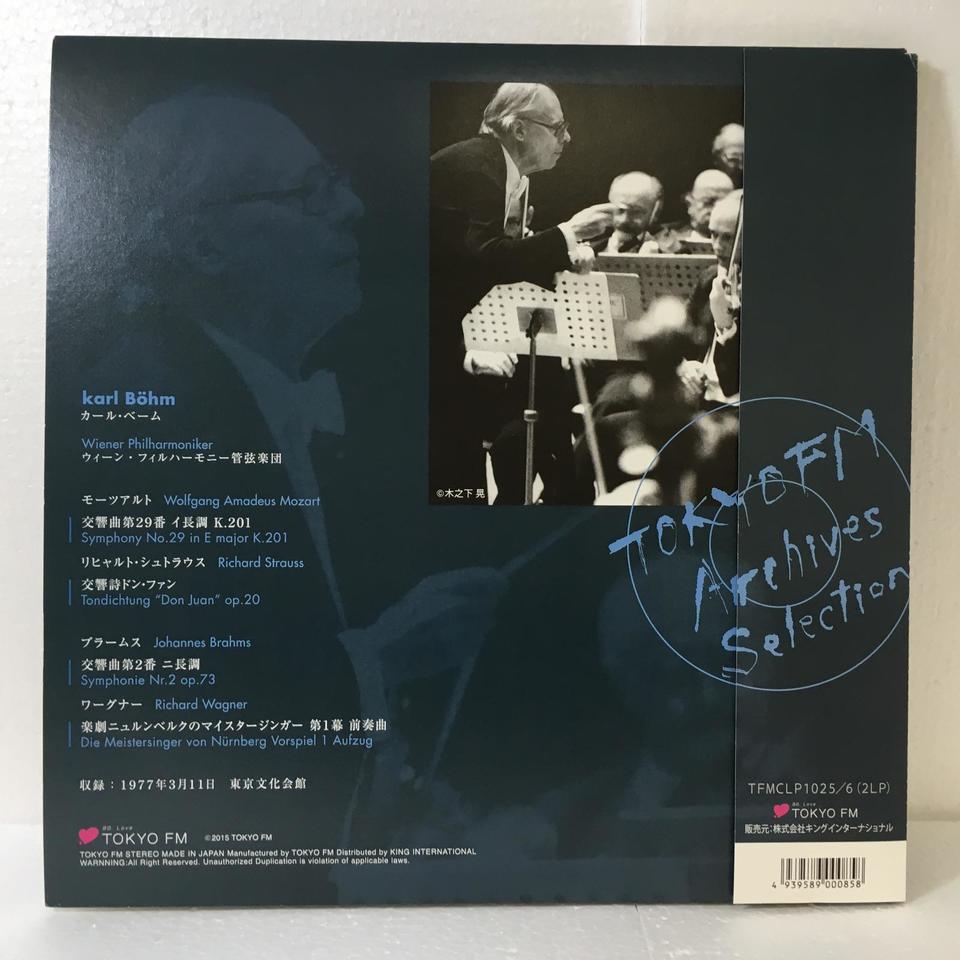 karl Böhm
カール・ベーム
Wiener Philharmoniker
ウィーン・フィルハーモニー管弦楽団
モーツアルト Wolfgang Amadeus Mozart
交響曲第29番 イ長調 K.201
Symphony No.29 in E major K.201
リヒャルト・シュトラウス Richard Strauss
交響詩ドン・ファン
Tondichtung "Don Juan" op.20
ブラームス Johannes Brahms
交響曲第2番 ニ長調
Symphonie Nr.2 op.73
ワーグナー Richard Wagner
楽劇ニュルンベルクのマイスタージンガー 第1幕 前奏曲
Die Meistersinger von Nürnberg Vorspiel 1 Aufzug
収録：1977年3月11日 東京文化会館
TOKYO FM ©2015 TOKYO FM
TOKYO FM STEREO MADE IN JAPAN Manufactured by TOKYO FM Distributed by KING INTERNATIONAL
WARNNING:All Right Reserved. Unauthorized Duplication is violation of applicable laws.
©木之下 晃
TOKYO FM
Archives
Selection
TFMCLP1025/6(2LP)
TOKYO FM
販売元：株式会社キングインターナショナル
4 939589 000858